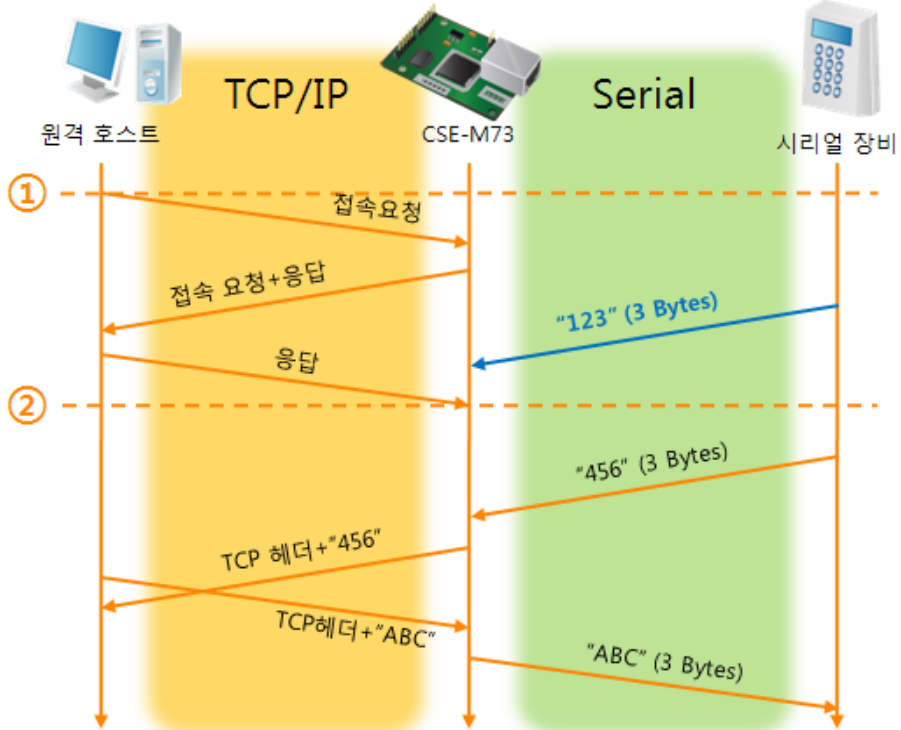 TCP/IP
Serial
원격 호스트
CSE-M73
시리얼 장비
①
접속요청
접속 요청+응답
“123” (3 Bytes)
응답
②
“456” (3 Bytes)
TCP 헤더+“456”
TCP헤더+“ABC”
“ABC” (3 Bytes)